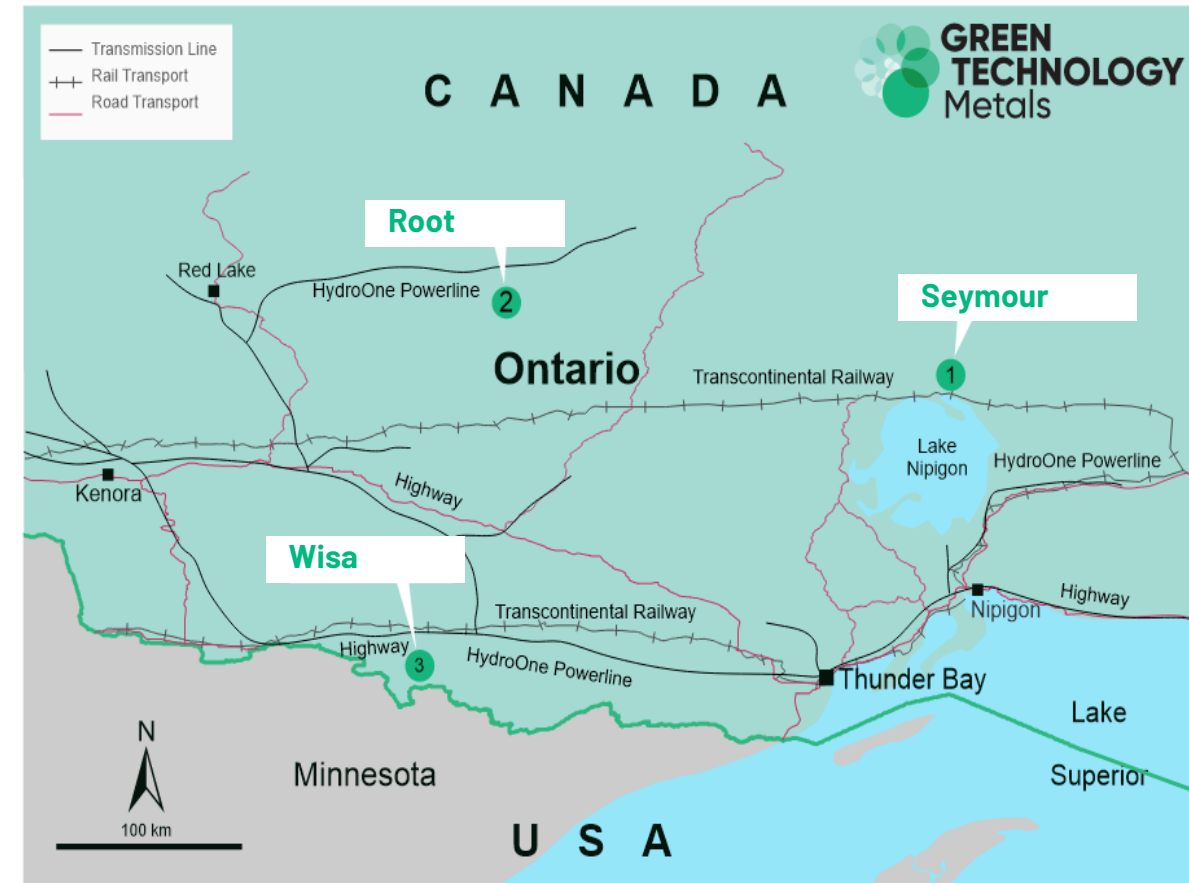 Transmission Line
Rail Transport
Road Transport
CANADA
GREEN
TECHNOLOGY
Metals
Root
Red Lake
HydroOne Powerline
2
Seymour
Ontario
Transcontinental Railway
1
Lake
Nipigon
HydroOne Powerline
Kenora
Highway
Wisa
Transcontinental Railway
Nipigon
Highway
Highway
3
HydroOne Powerline
Thunder Bay
Lake
Superior
N
Minnesota
100 km
USA